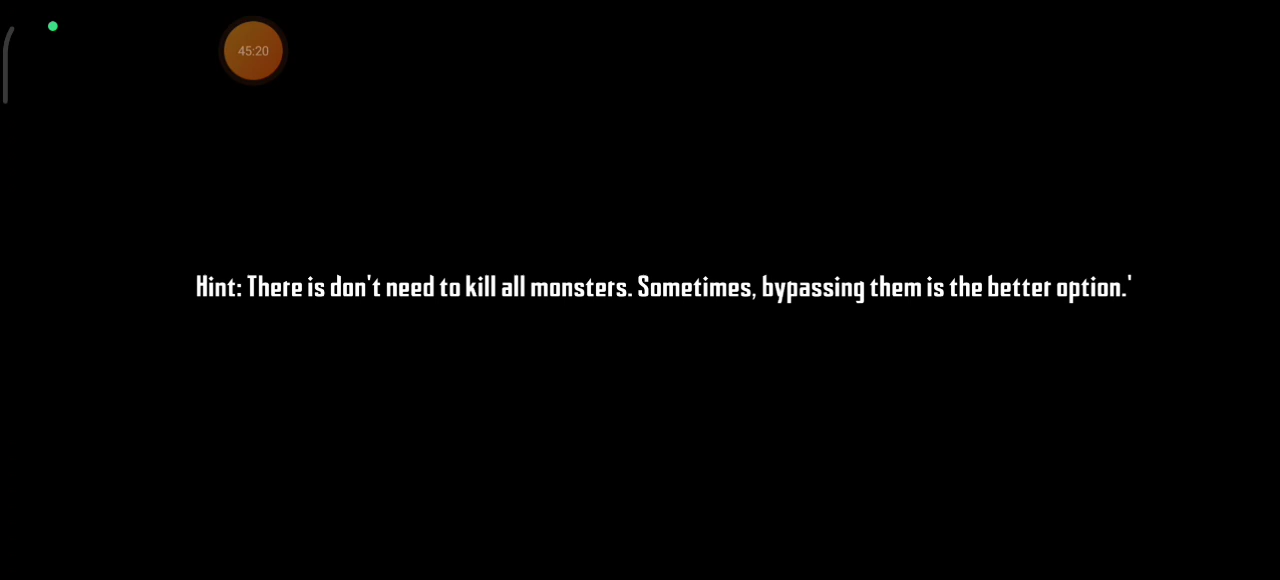 45:20
Hint: There is don't need to kill all monsters. Sometimes, bypassing them is the better option.'